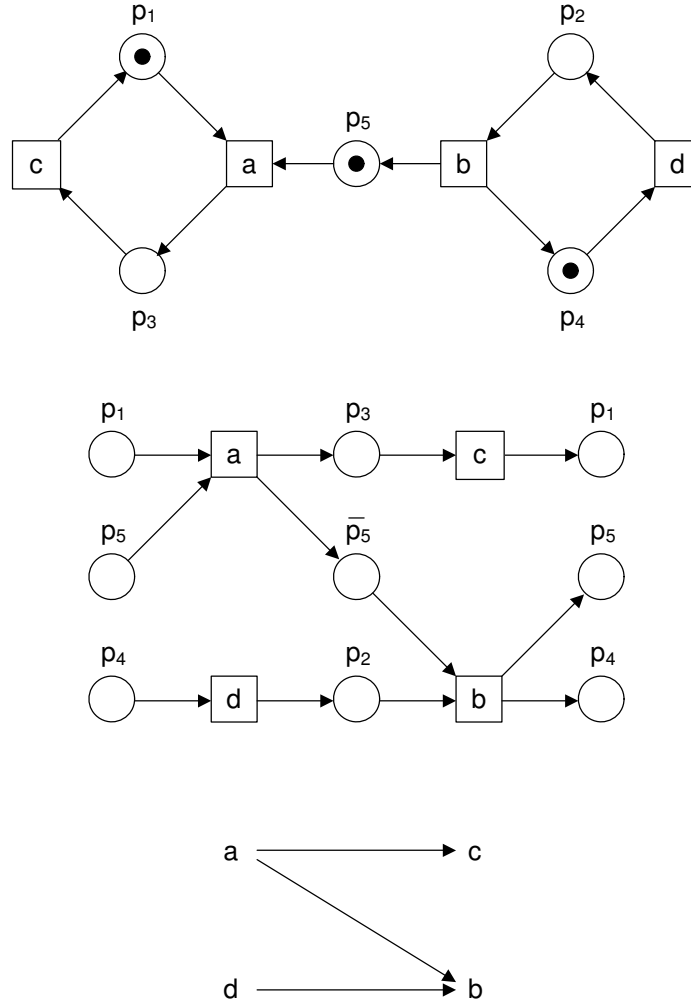 p1 p2
p5
c a b d
p3 p4
p1 p3 p1
a c
p5 p̅5 p5
p4 p2 p4
d b
a c
d b